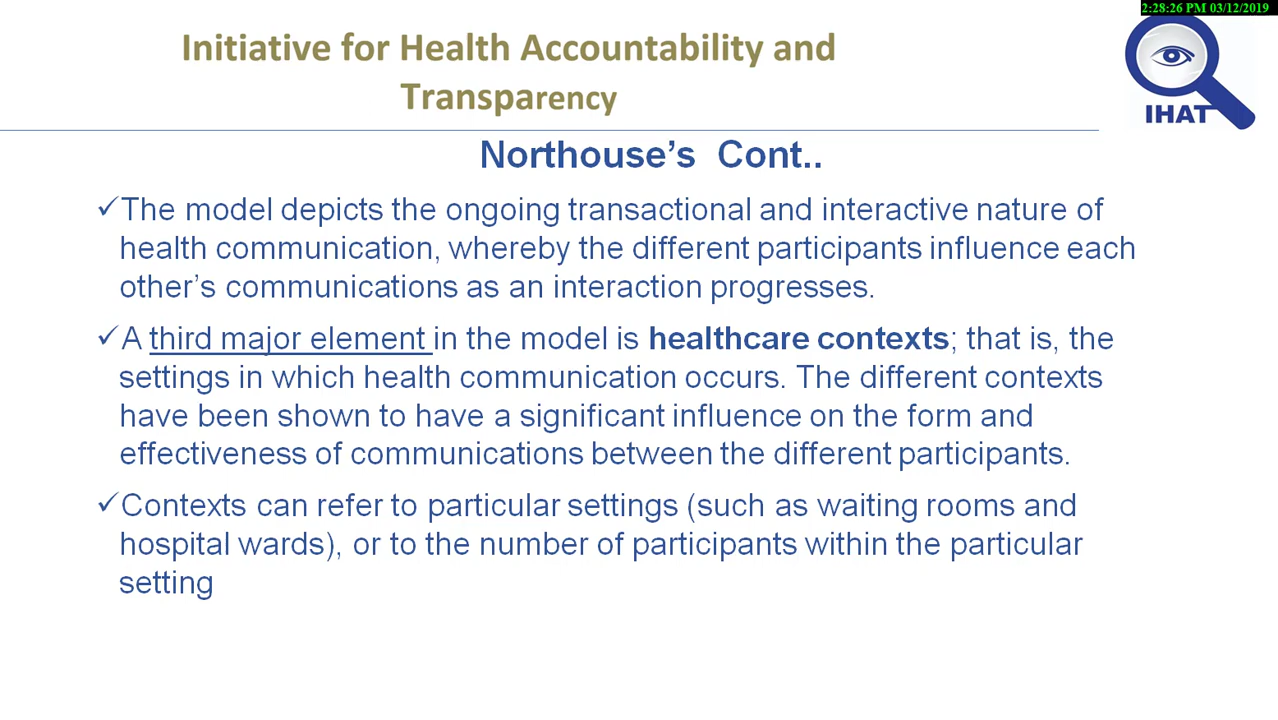 2:28:26 PM 03/12/2019
Initiative for Health Accountability and
Transparency
IHAT
Northouse’s Cont..
✓The model depicts the ongoing transactional and interactive nature of
health communication, whereby the different participants influence each
other’s communications as an interaction progresses.
✓A third major element in the model is healthcare contexts; that is, the
settings in which health communication occurs. The different contexts
have been shown to have a significant influence on the form and
effectiveness of communications between the different participants.
✓Contexts can refer to particular settings (such as waiting rooms and
hospital wards), or to the number of participants within the particular
setting